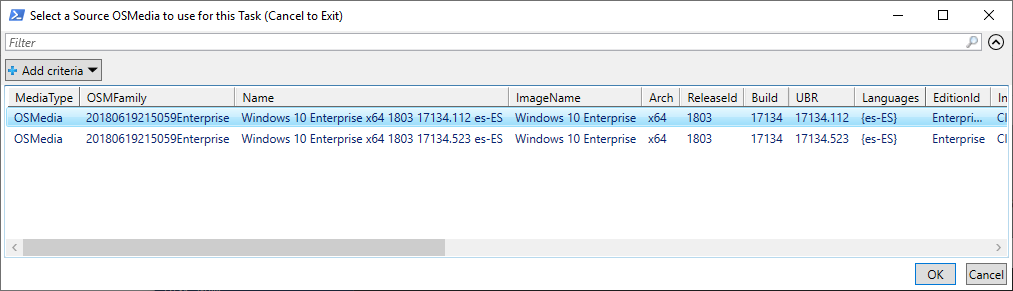 Select a Source OSMedia to use for this Task (Cancel to Exit)
Filter
Add criteria
MediaType OSMFamily Name ImageName Arch ReleaseId Build UBR Languages EditionId In
OSMedia 20180619215059Enterprise Windows 10 Enterprise x64 1803 17134.112 es-ES Windows 10 Enterprise x64 1803 17134 17134.112 {es-ES} Enterpri... Cl
OSMedia 20180619215059Enterprise Windows 10 Enterprise x64 1803 17134.523 es-ES Windows 10 Enterprise x64 1803 17134 17134.523 {es-ES} Enterprise Cl
OK Cancel